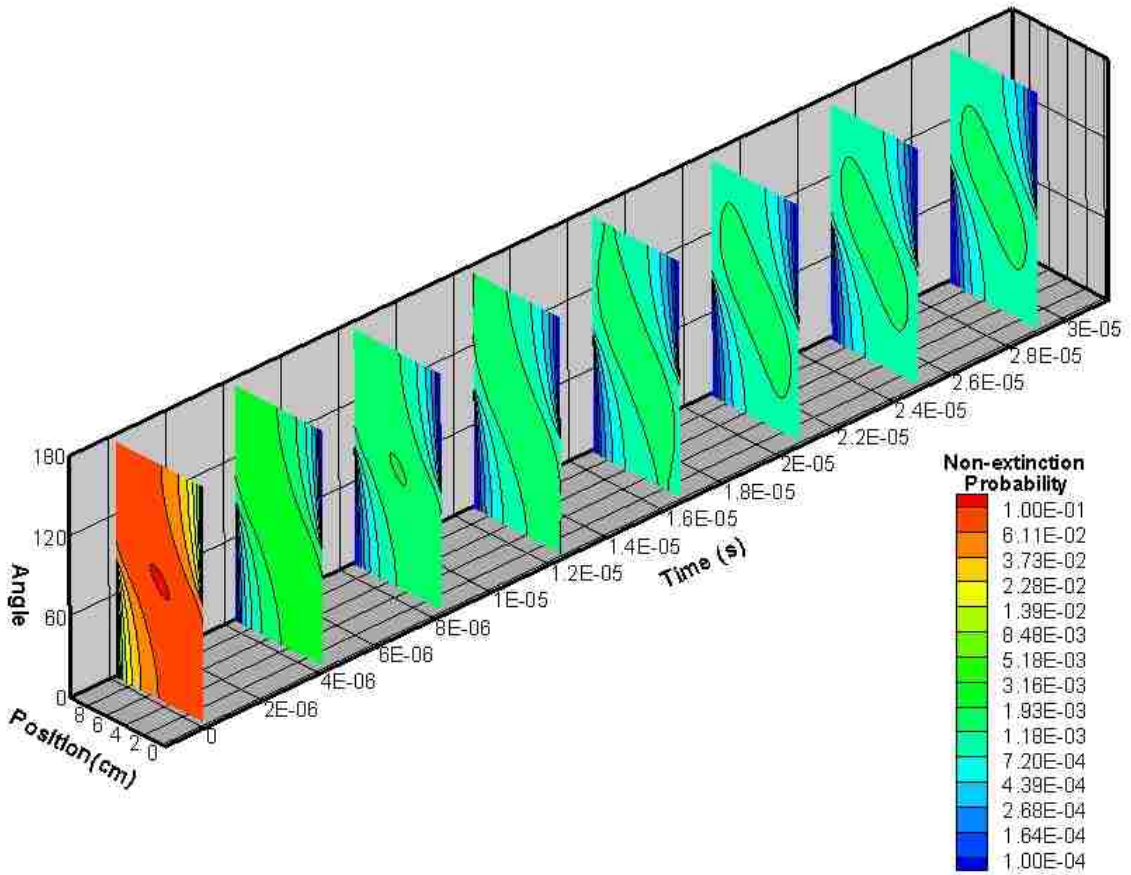 180
120
60
0
Angle
8
6
4
2
0
Position(cm)
0
2E-06
4E-06
6E-06
8E-06
1E-05
1.2E-05
1.4E-05
1.6E-05
1.8E-05
2E-05
2.2E-05
2.4E-05
2.6E-05
2.8E-05
3E-05
Time (s)
Non-extinction
Probability
1.00E-01
6.11E-02
3.73E-02
2.28E-02
1.39E-02
8.48E-03
5.18E-03
3.16E-03
1.93E-03
1.18E-03
7.20E-04
4.39E-04
2.68E-04
1.64E-04
1.00E-04